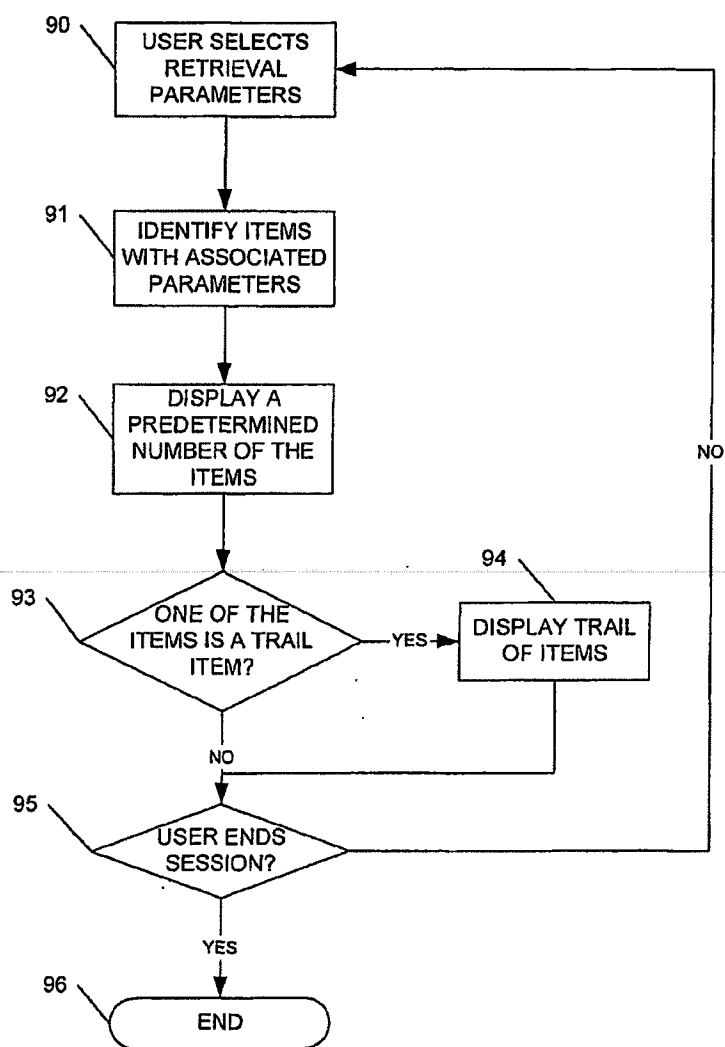 90
USER SELECTS
RETRIEVAL
PARAMETERS
91
IDENTIFY ITEMS
WITH ASSOCIATED
PARAMETERS
92
DISPLAY A
PREDETERMINED
NUMBER OF THE
ITEMS
NO
93
ONE OF THE
ITEMS IS A TRAIL
ITEM?
YES
94
DISPLAY TRAIL
OF ITEMS
NO
95
USER ENDS
SESSION?
YES
96
END